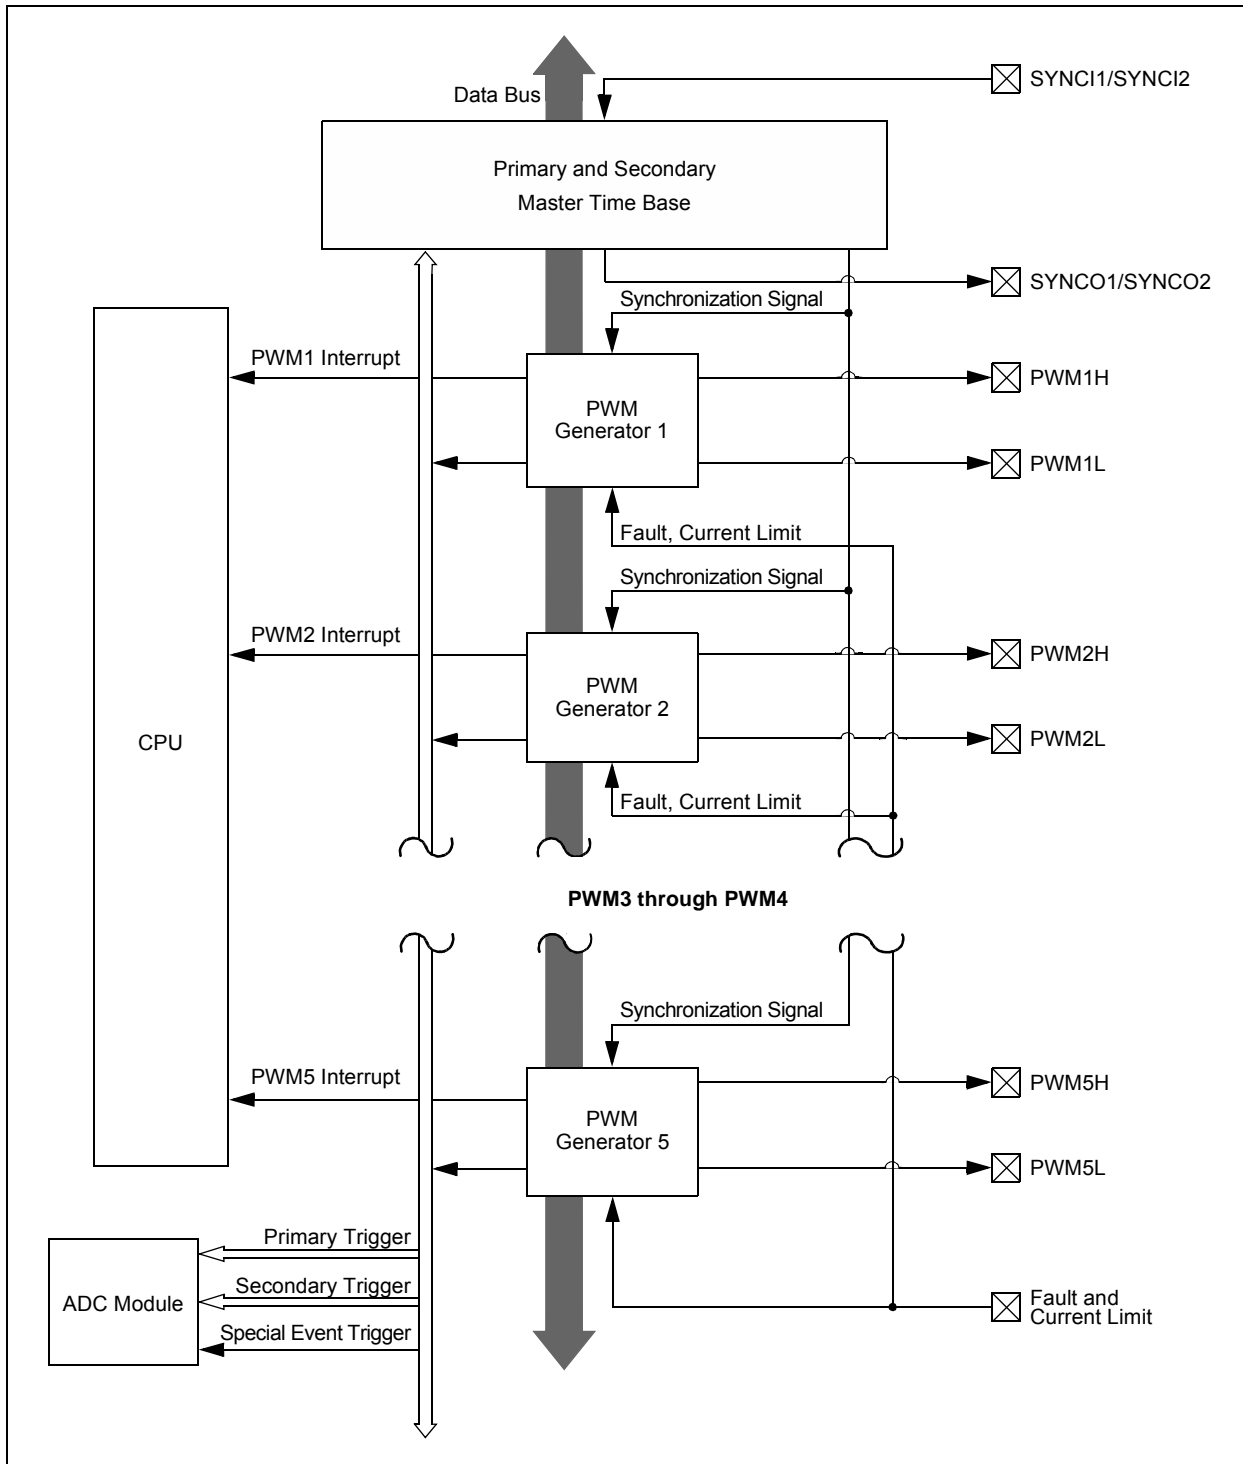 SYNCI1/SYNCI2
Data Bus
Primary and Secondary
Master Time Base
SYNCO1/SYNCO2
Synchronization Signal
PWM1 Interrupt
PWM1H
PWM
Generator 1
PWM1L
Fault, Current Limit
Synchronization Signal
PWM2 Interrupt
PWM2H
PWM
Generator 2
CPU
PWM2L
Fault, Current Limit
PWM3 through PWM4
Synchronization Signal
PWM5 Interrupt
PWM5H
PWM
Generator 5
PWM5L
Primary Trigger
Secondary Trigger
ADC Module
Special Event Trigger
Fault and
Current Limit